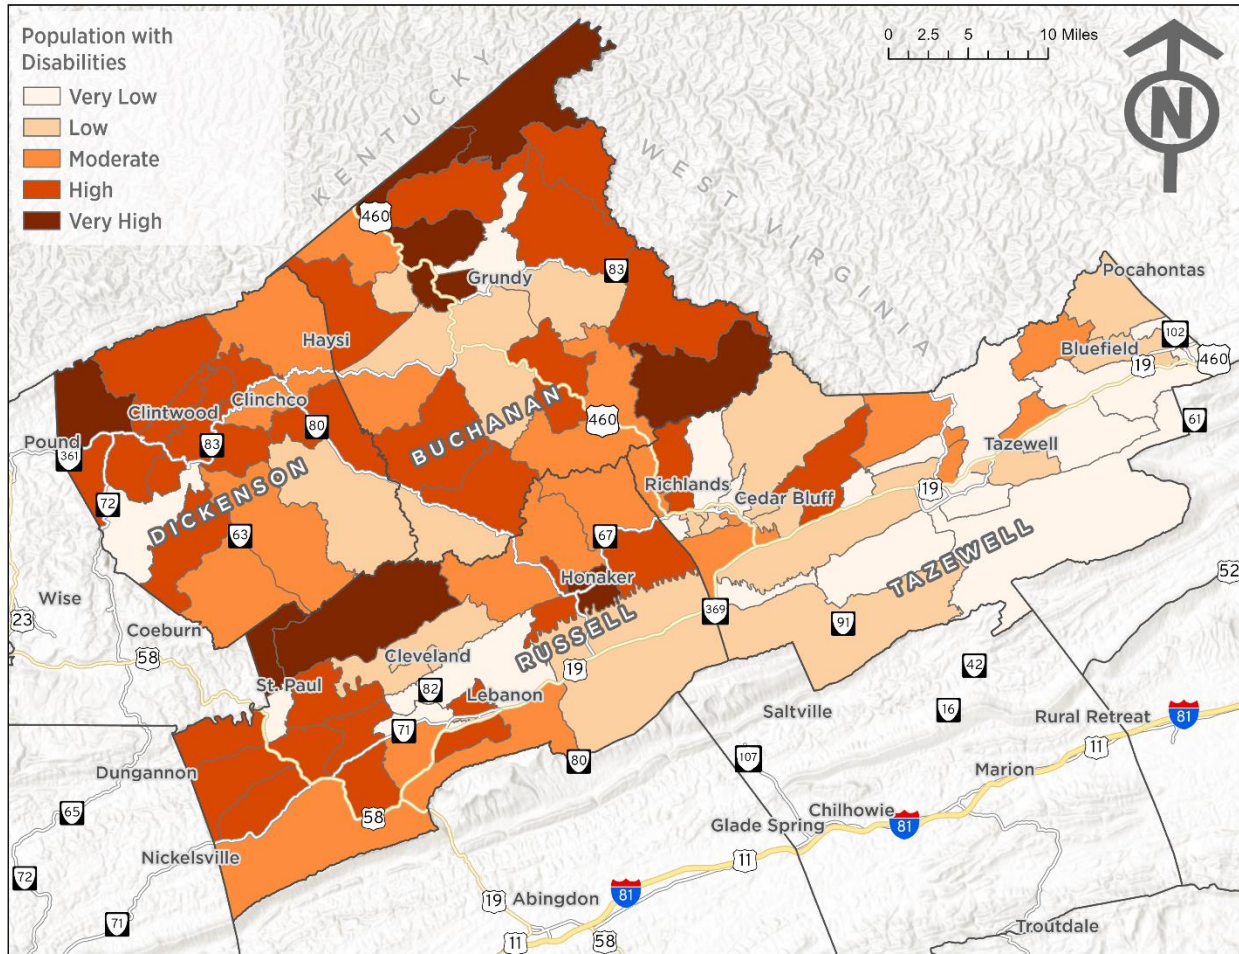 Population with
Disabilities
Very Low
Low
Moderate
High
Very High
0 2.5 5 10 Miles
N
KENTUCKY
WEST VIRGINIA
460
Grundy
83
Pocahontas
102
Bluefield
460
19
61
Haysi
Clintwood
Clinchco
80
83
Pound
361
72
BUCHANAN
460
DICKENSON
63
Richlands
Cedar Bluff
Tazewell
19
67
Honaker
TAZEWELL
52
Wise
23
Coeburn
58
369
91
RUSSELL
Cleveland
19
42
St. Paul
82
Lebanon
71
16
Saltville
Rural Retreat
81
11
Dungannon
80
107
Marion
65
58
Chilhowie
81
Glade Spring
11
Nickelsville
72
19
Abingdon
81
71
11
58
Troutdale